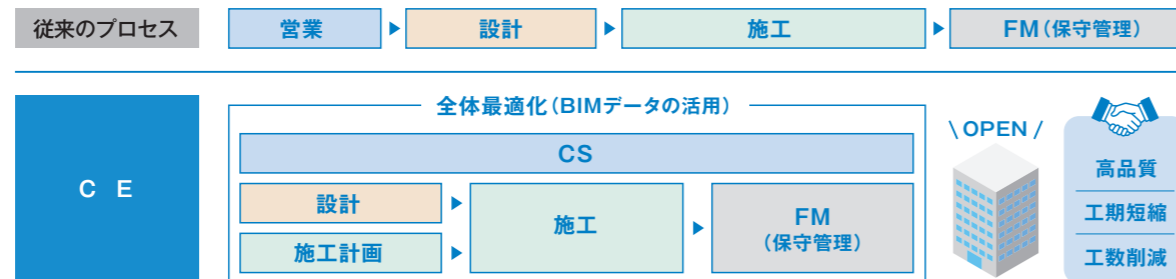 従来のプロセス
営業
設計
施工
FM(保守管理)
全体最適化(BIMデータの活用)
CE
CS
設計
施工計画
施工
FM
(保守管理)
\ OPEN /
高品質
工期短縮
工数削減